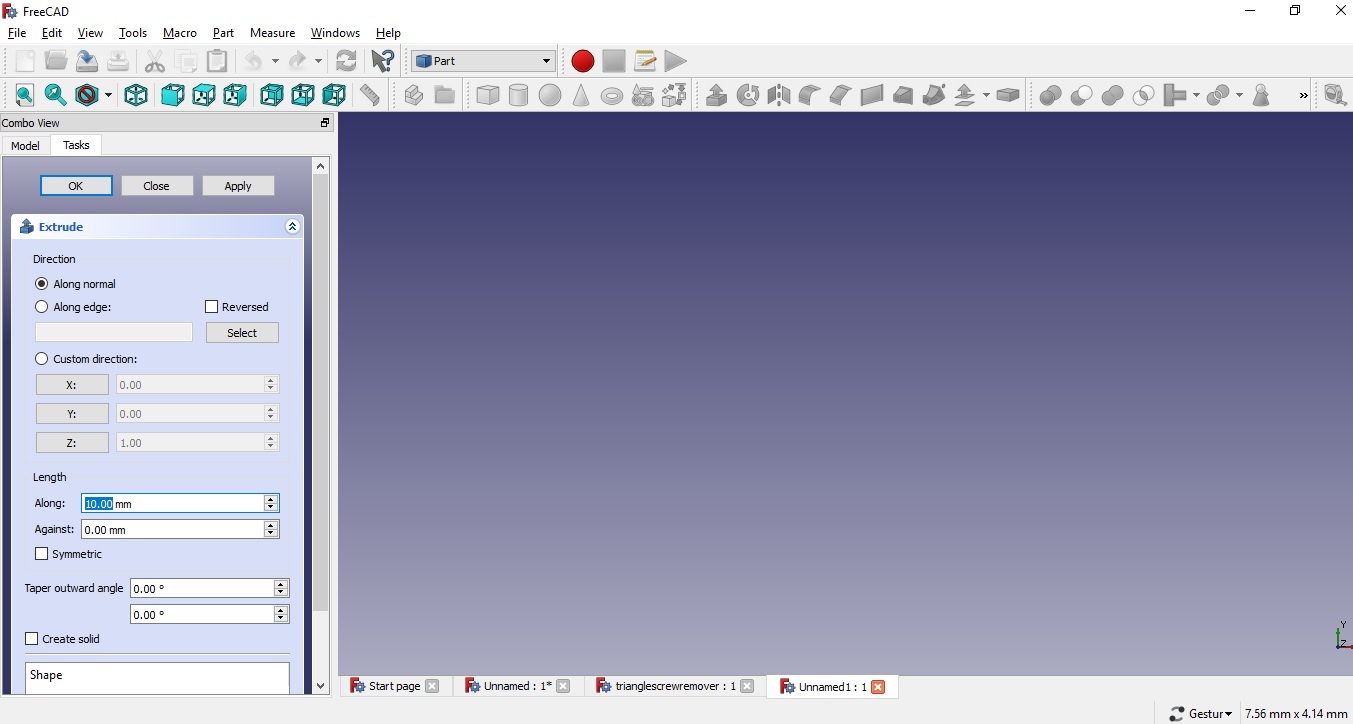 FreeCAD
File Edit View Tools Macro Part Measure Windows Help
Part
»
Combo View
Model Tasks
OK Close Apply
Extrude
Direction
Along normal
Along edge: Reversed
Select
Custom direction:
X: 0.00
Y: 0.00
Z: 1.00
Length
Along: 10.00 mm
Against: 0.00 mm
Symmetric
Taper outward angle 0.00 °
0.00 °
Create solid
Shape
Y
Z
Start page Unnamed : 1* trianglescrewremover : 1 Unnamed1 : 1
Gestur 7.56 mm x 4.14 mm